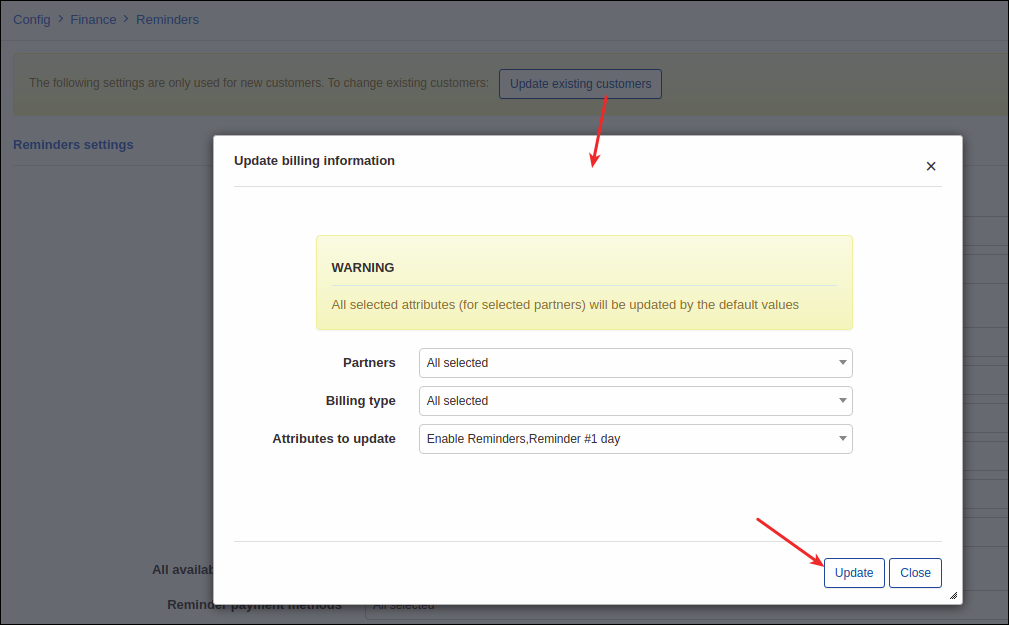 Config > Finance > Reminders
The following settings are only used for new customers. To change existing customers: Update existing customers
Reminders settings
Update billing information
×
WARNING
All selected attributes (for selected partners) will be updated by the default values
Partners All selected
Billing type All selected
Attributes to update Enable Reminders,Reminder #1 day
All availab
Update Close
Reminder payment methods All selected